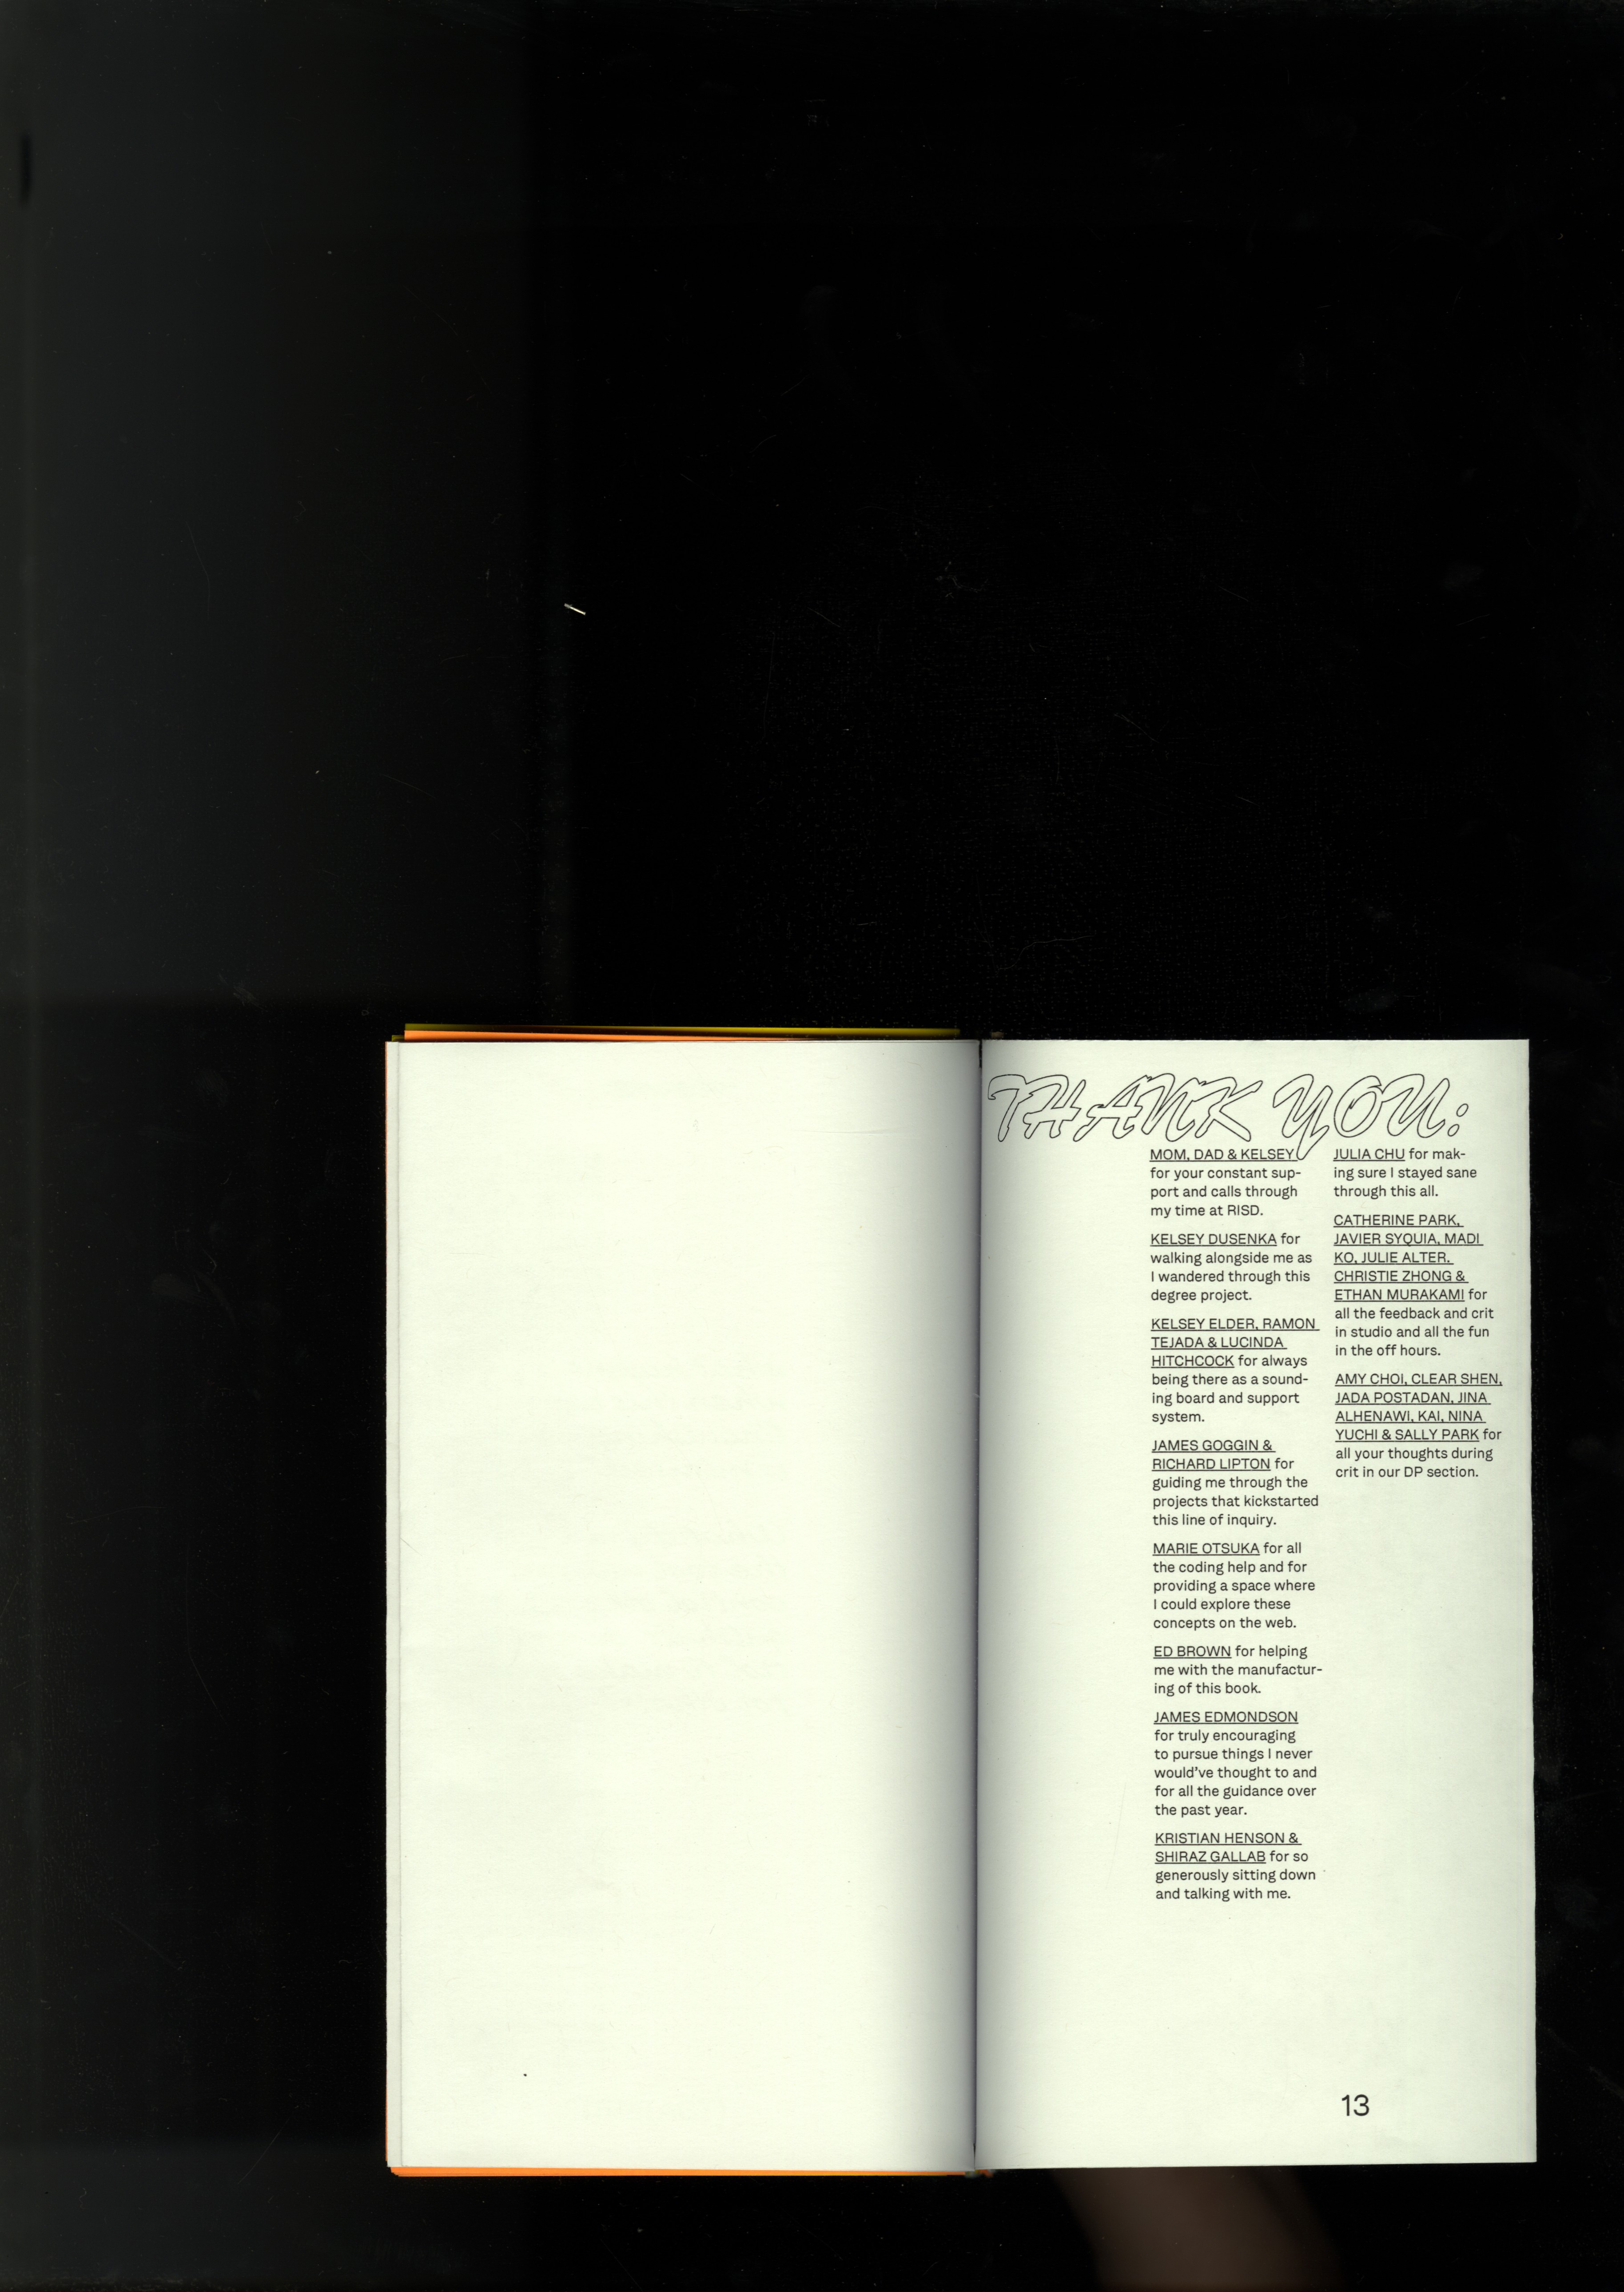 THANK YOU:
MOM, DAD & KELSEY
for your constant sup-
port and calls through
my time at RISD.
KELSEY DUSENKA for
walking alongside me as
I wandered through this
degree project.
KELSEY ELDER, RAMON
TEJADA & LUCINDA
HITCHCOCK for always
being there as a sound-
ing board and support
system.
JAMES GOGGIN &
RICHARD LIPTON for
guiding me through the
projects that kickstarted
this line of inquiry.
MARIE OTSUKA for all
the coding help and for
providing a space where
I could explore these
concepts on the web.
ED BROWN for helping
me with the manufactur-
ing of this book.
JAMES EDMONDSON
for truly encouraging
to pursue things I never
would've thought to and
for all the guidance over
the past year.
KRISTIAN HENSON &
SHIRAZ GALLAB for so
generously sitting down
and talking with me.
JULIA CHU for mak-
ing sure I stayed sane
through this all.
CATHERINE PARK,
JAVIER SYQUIA, MADI
KO, JULIE ALTER,
CHRISTIE ZHONG &
ETHAN MURAKAMI for
all the feedback and crit
in studio and all the fun
in the off hours.
AMY CHOI, CLEAR SHEN,
JADA POSTADAN, JINA
ALHENAWI, KAI, NINA
YUCHI & SALLY PARK for
all your thoughts during
crit in our DP section.
13